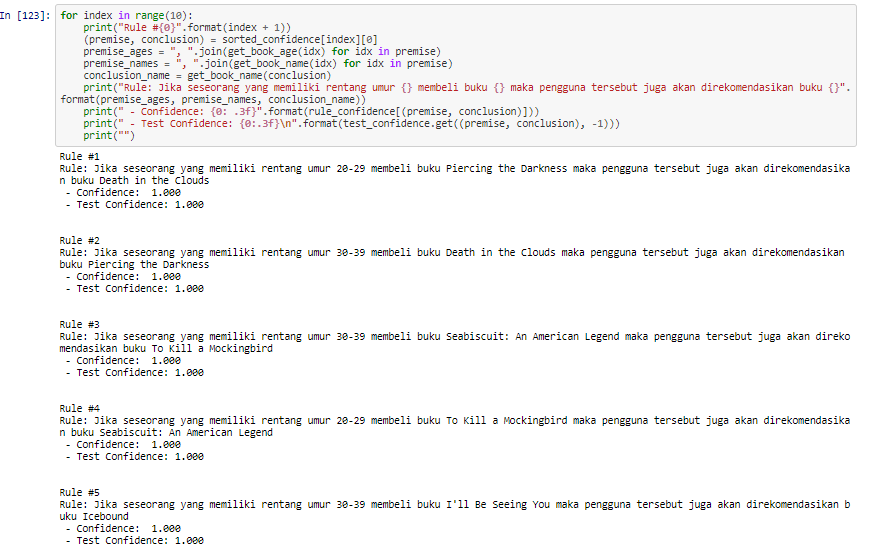 In [123]: for index in range(10):
print("Rule #{0}".format(index + 1))
(premise, conclusion) = sorted_confidence[index][0]
premise_ages = ", ".join(get_book_age(idx) for idx in premise)
premise_names = ", ".join(get_book_name(idx) for idx in premise)
conclusion_name = get_book_name(conclusion)
print("Rule: Jika seseorang yang memiliki rentang umur {} membeli buku {} maka pengguna tersebut juga akan direkomendasikan buku {}".
format(premise_ages, premise_names, conclusion_name))
print(" - Confidence: {0: .3f}".format(rule_confidence[(premise, conclusion)]))
print(" - Test Confidence: {0:.3f}\n".format(test_confidence.get((premise, conclusion), -1)))
print("")
Rule #1
Rule: Jika seseorang yang memiliki rentang umur 20-29 membeli buku Piercing the Darkness maka pengguna tersebut juga akan direkomendasika
n buku Death in the Clouds
- Confidence:  1.000
- Test Confidence: 1.000
Rule #2
Rule: Jika seseorang yang memiliki rentang umur 30-39 membeli buku Death in the Clouds maka pengguna tersebut juga akan direkomendasikan
buku Piercing the Darkness
- Confidence:  1.000
- Test Confidence: 1.000
Rule #3
Rule: Jika seseorang yang memiliki rentang umur 30-39 membeli buku Seabiscuit: An American Legend maka pengguna tersebut juga akan direko
mendasikan buku To Kill a Mockingbird
- Confidence:  1.000
- Test Confidence: 1.000
Rule #4
Rule: Jika seseorang yang memiliki rentang umur 20-29 membeli buku To Kill a Mockingbird maka pengguna tersebut juga akan direkomendasika
n buku Seabiscuit: An American Legend
- Confidence:  1.000
- Test Confidence: 1.000
Rule #5
Rule: Jika seseorang yang memiliki rentang umur 30-39 membeli buku I'll Be Seeing You maka pengguna tersebut juga akan direkomendasikan b
uku Icebound
- Confidence:  1.000
- Test Confidence: 1.000